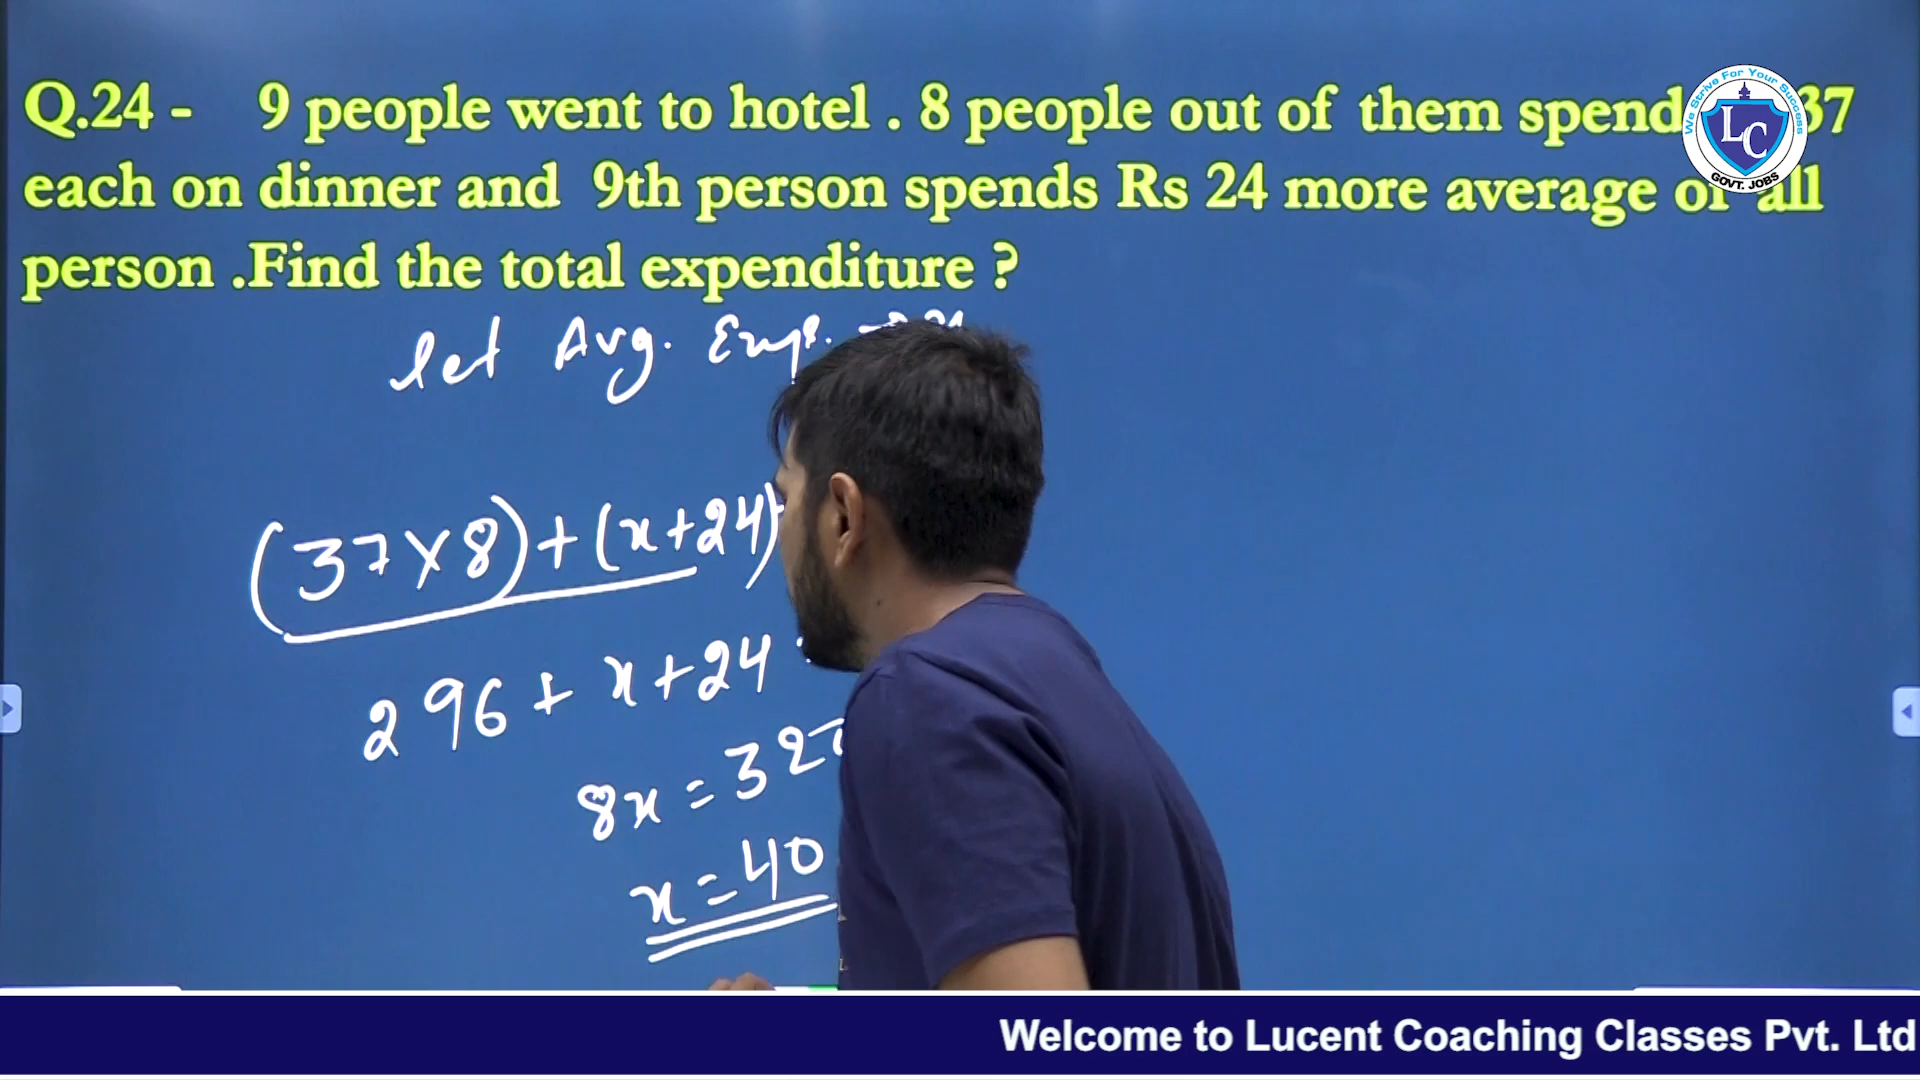 Q.24 - 9 people went to hotel . 8 people out of them spend 37
each on dinner and 9th person spends Rs 24 more average of all
person .Find the total expenditure ?
We Strive For Your Success
LC
GOVT. JOBS
let Avg. Exp.
(37×8)+(x+24)
296+x+24
8x=32
x=40
Welcome to Lucent Coaching Classes Pvt. Ltd